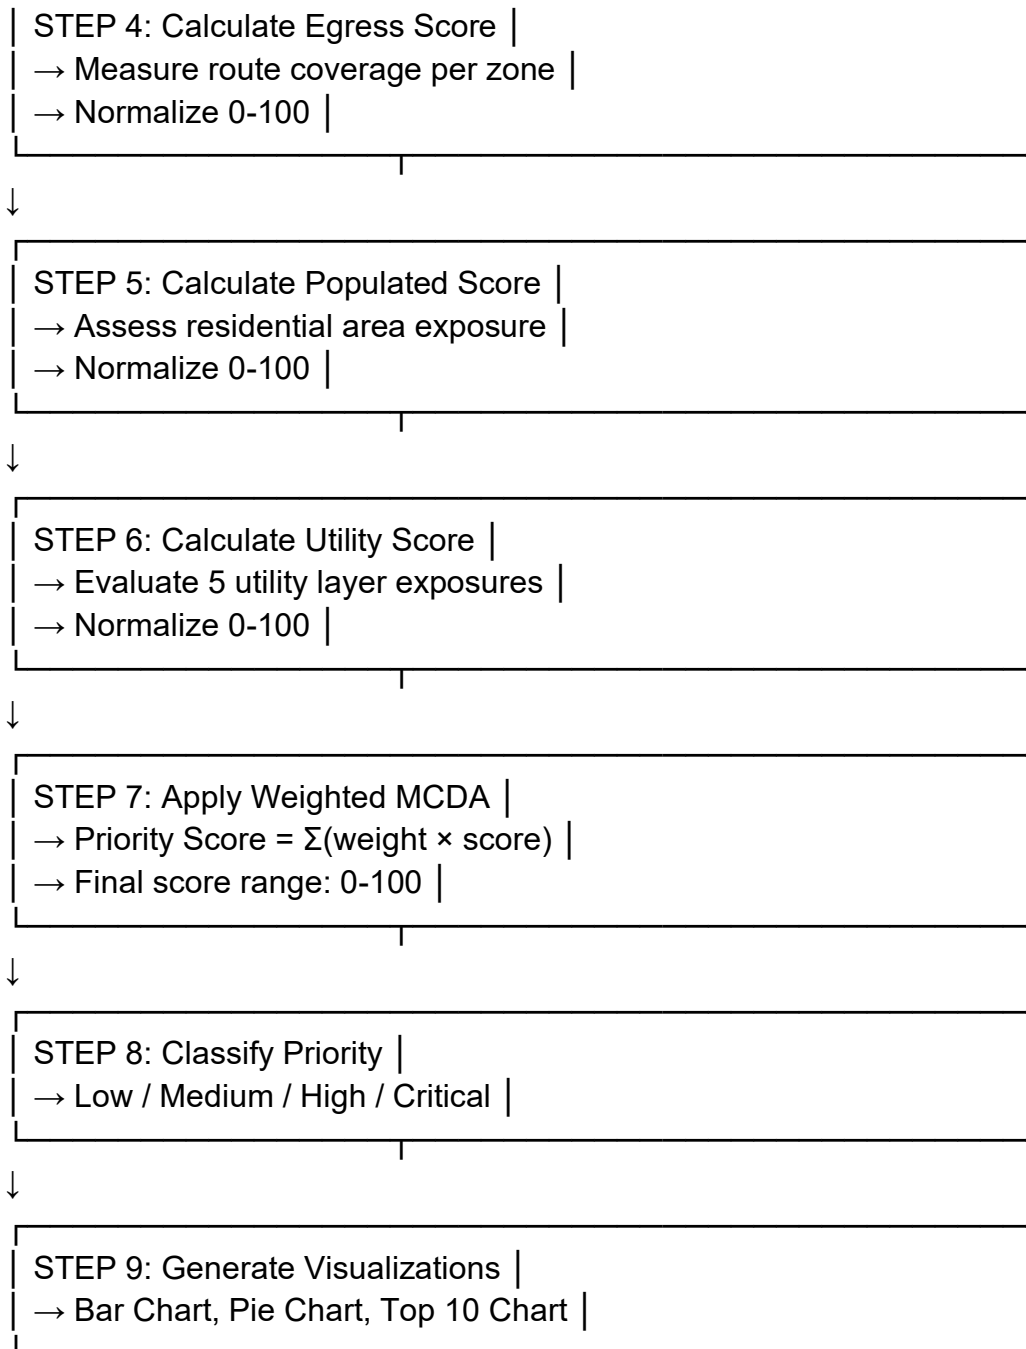 │ STEP 4: Calculate Egress Score │
│ → Measure route coverage per zone │
│ → Normalize 0-100 │
└─────────────────┬────────────────────────────
↓
┌──────────────────────────────────────────────
│ STEP 5: Calculate Populated Score │
│ → Assess residential area exposure │
│ → Normalize 0-100 │
└─────────────────┬────────────────────────────
↓
┌──────────────────────────────────────────────
│ STEP 6: Calculate Utility Score │
│ → Evaluate 5 utility layer exposures │
│ → Normalize 0-100 │
└─────────────────┬────────────────────────────
↓
┌──────────────────────────────────────────────
│ STEP 7: Apply Weighted MCDA │
│ → Priority Score = Σ(weight × score) │
│ → Final score range: 0-100 │
└─────────────────┬────────────────────────────
↓
┌──────────────────────────────────────────────
│ STEP 8: Classify Priority │
│ → Low / Medium / High / Critical │
└─────────────────┬────────────────────────────
↓
┌──────────────────────────────────────────────
│ STEP 9: Generate Visualizations │
│ → Bar Chart, Pie Chart, Top 10 Chart │